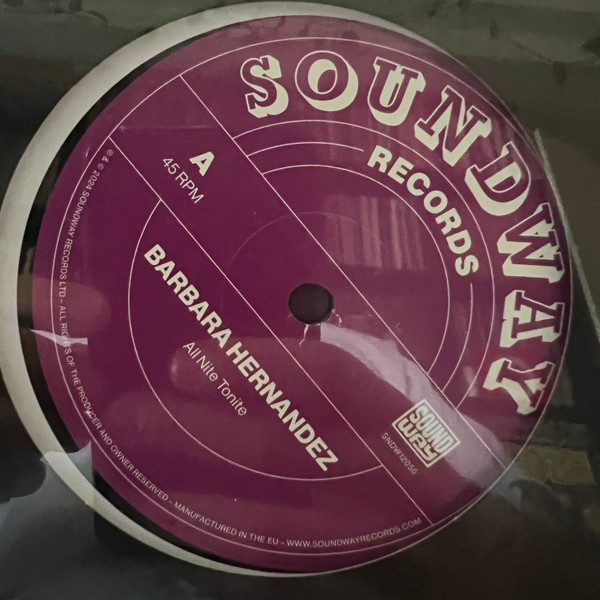 SOUNDWAY
RECORDS
A
45 RPM
BARBARA HERNANDEZ
All Nite Tonite
SOUND
WAY
SNDW12056
℗ & © 2024 SOUNDWAY RECORDS LTD – ALL RIGHTS OF THE PRODUCER AND OWNER RESERVED – MANUFACTURED IN THE EU – WWW.SOUNDWAYRECORDS.COM